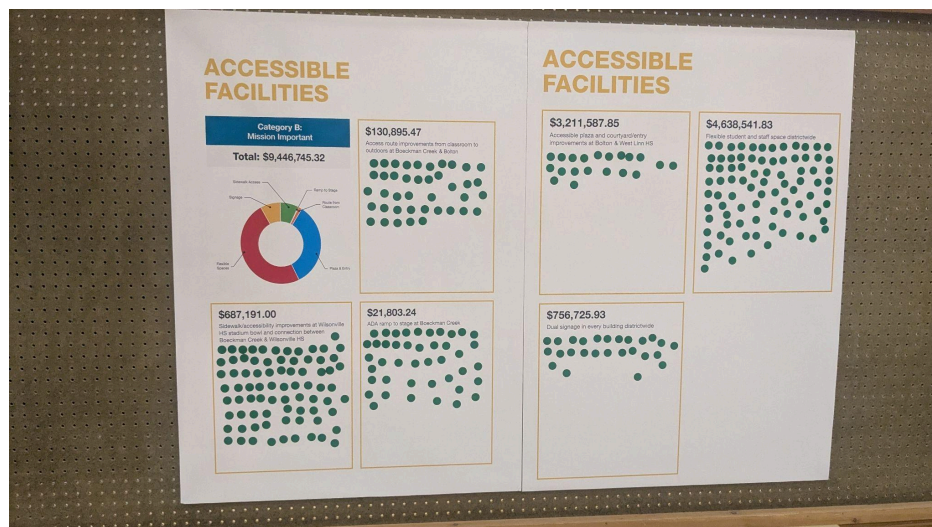 ACCESSIBLE
FACILITIES
Category B:
Mission Important
Total: $9,446,745.32
Sidewalk Access
Ramp to Stage
Signage
Route from
Classroom
Flexible
Spaces
Plaza & Entry
$130,895.47
Access route improvements from classroom to
outdoors at Boeckman Creek & Bolton
$687,191.00
Sidewalk/accessibility improvements at Wilsonville
HS stadium bowl and connection between
Boeckman Creek & Wilsonville HS
$21,803.24
ADA ramp to stage at Boeckman Creek
ACCESSIBLE
FACILITIES
$3,211,587.85
Accessible plaza and courtyard/entry
improvements at Bolton & West Linn HS
$4,638,541.83
Flexible student and staff space districtwide
$756,725.93
Dual signage in every building districtwide